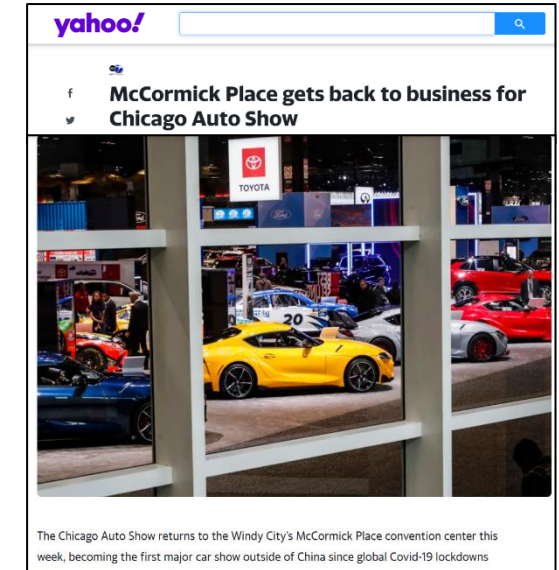 yahoo!
McCormick Place gets back to business for
Chicago Auto Show
TOYOTA
Ford
20
The Chicago Auto Show returns to the Windy City's McCormick Place convention center this
week, becoming the first major car show outside of China since global Covid-19 lockdowns